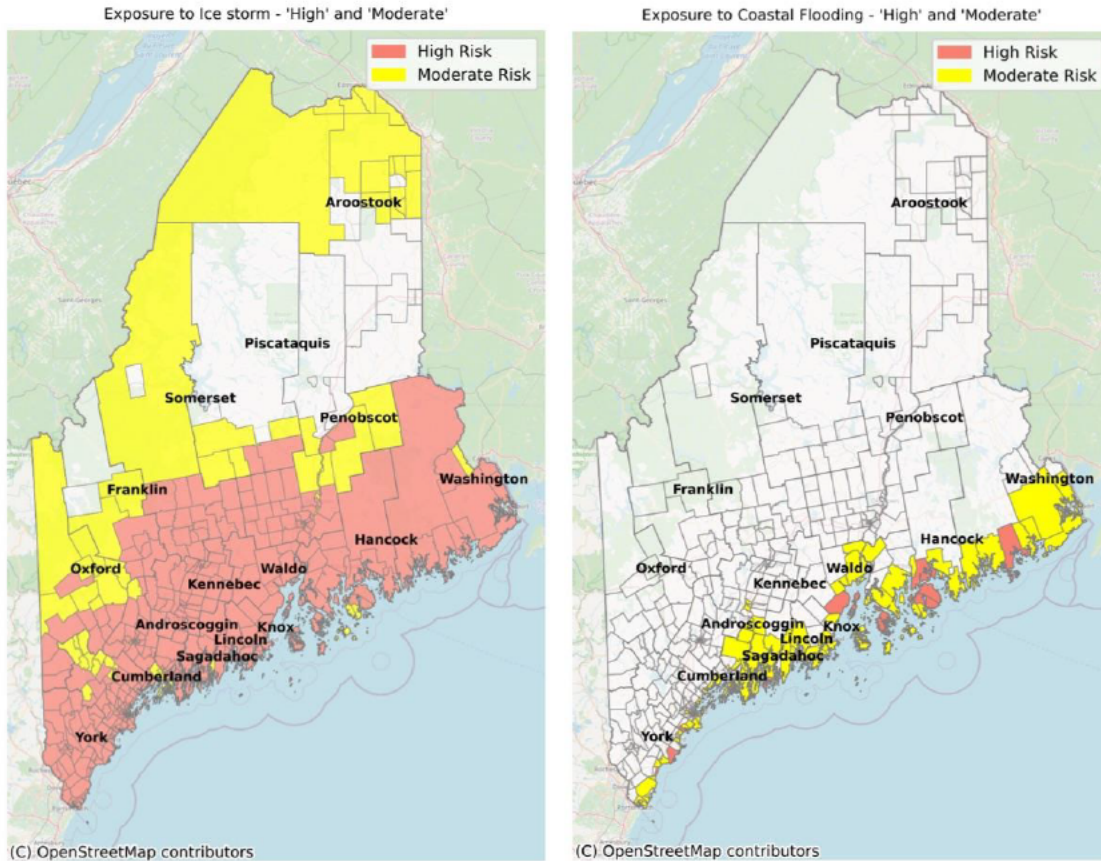 Exposure to Ice storm - 'High' and 'Moderate'
High Risk
Moderate Risk
Aroostook
Piscataquis
Somerset
Penobscot
Franklin
Washington
Hancock
Oxford
Waldo
Kennebec
Androscoggin
Knox
Lincoln
Sagadahoc
Cumberland
York
(C) OpenStreetMap contributors
Exposure to Coastal Flooding - 'High' and 'Moderate'
High Risk
Moderate Risk
Aroostook
Piscataquis
Somerset
Penobscot
Franklin
Washington
Hancock
Oxford
Waldo
Kennebec
Androscoggin
Knox
Lincoln
Sagadahoc
Cumberland
York
(C) OpenStreetMap contributors